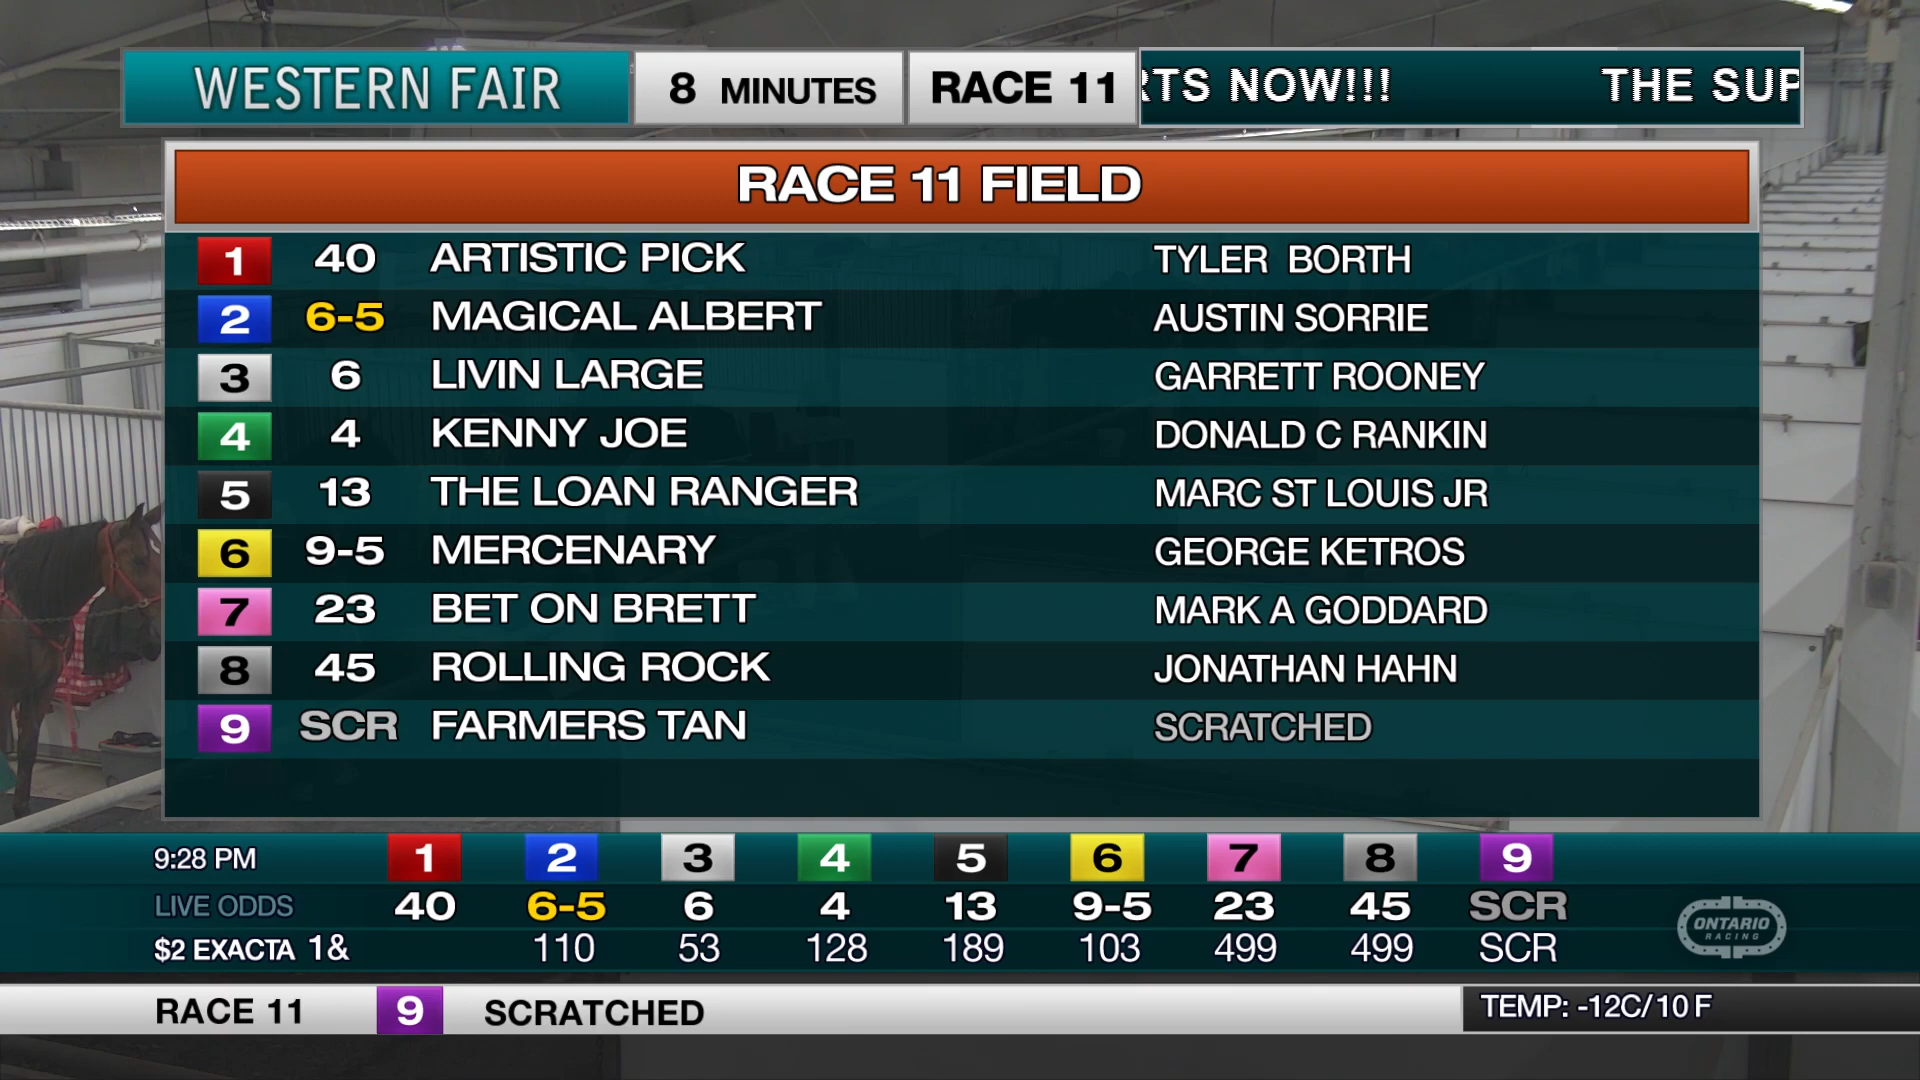 WESTERN FAIR 8 MINUTES RACE 11 RTS NOW!!! THE SUP
RACE 11 FIELD
1 40 ARTISTIC PICK TYLER BORTH
2 6-5 MAGICAL ALBERT AUSTIN SORRIE
3 6 LIVIN LARGE GARRETT ROONEY
4 4 KENNY JOE DONALD C RANKIN
5 13 THE LOAN RANGER MARC ST LOUIS JR
6 9-5 MERCENARY GEORGE KETROS
7 23 BET ON BRETT MARK A GODDARD
8 45 ROLLING ROCK JONATHAN HAHN
9 SCR FARMERS TAN SCRATCHED
9:28 PM 1 2 3 4 5 6 7 8 9
LIVE ODDS 40 6-5 6 4 13 9-5 23 45 SCR
$2 EXACTA 1& 110 53 128 189 103 499 499 SCR
ONTARIO
RACING
RACE 11 9 SCRATCHED TEMP: -12C/10 F